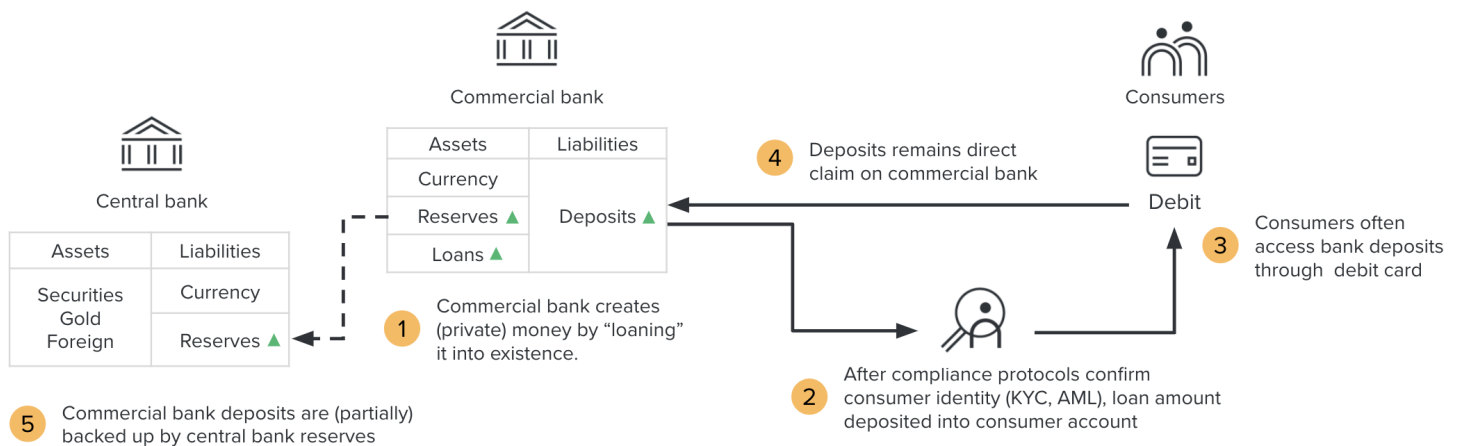 Commercial bank
Assets
Liabilities
Currency
Reserves
Loans
Deposits
Central bank
Assets
Liabilities
Securities
Gold
Foreign
Currency
Reserves
1
Commercial bank creates
(private) money by “loaning”
it into existence.
2
After compliance protocols confirm
consumer identity (KYC, AML), loan amount
deposited into consumer account
Consumers
Debit
3
Consumers often
access bank deposits
through debit card
4
Deposits remains direct
claim on commercial bank
5
Commercial bank deposits are (partially)
backed up by central bank reserves